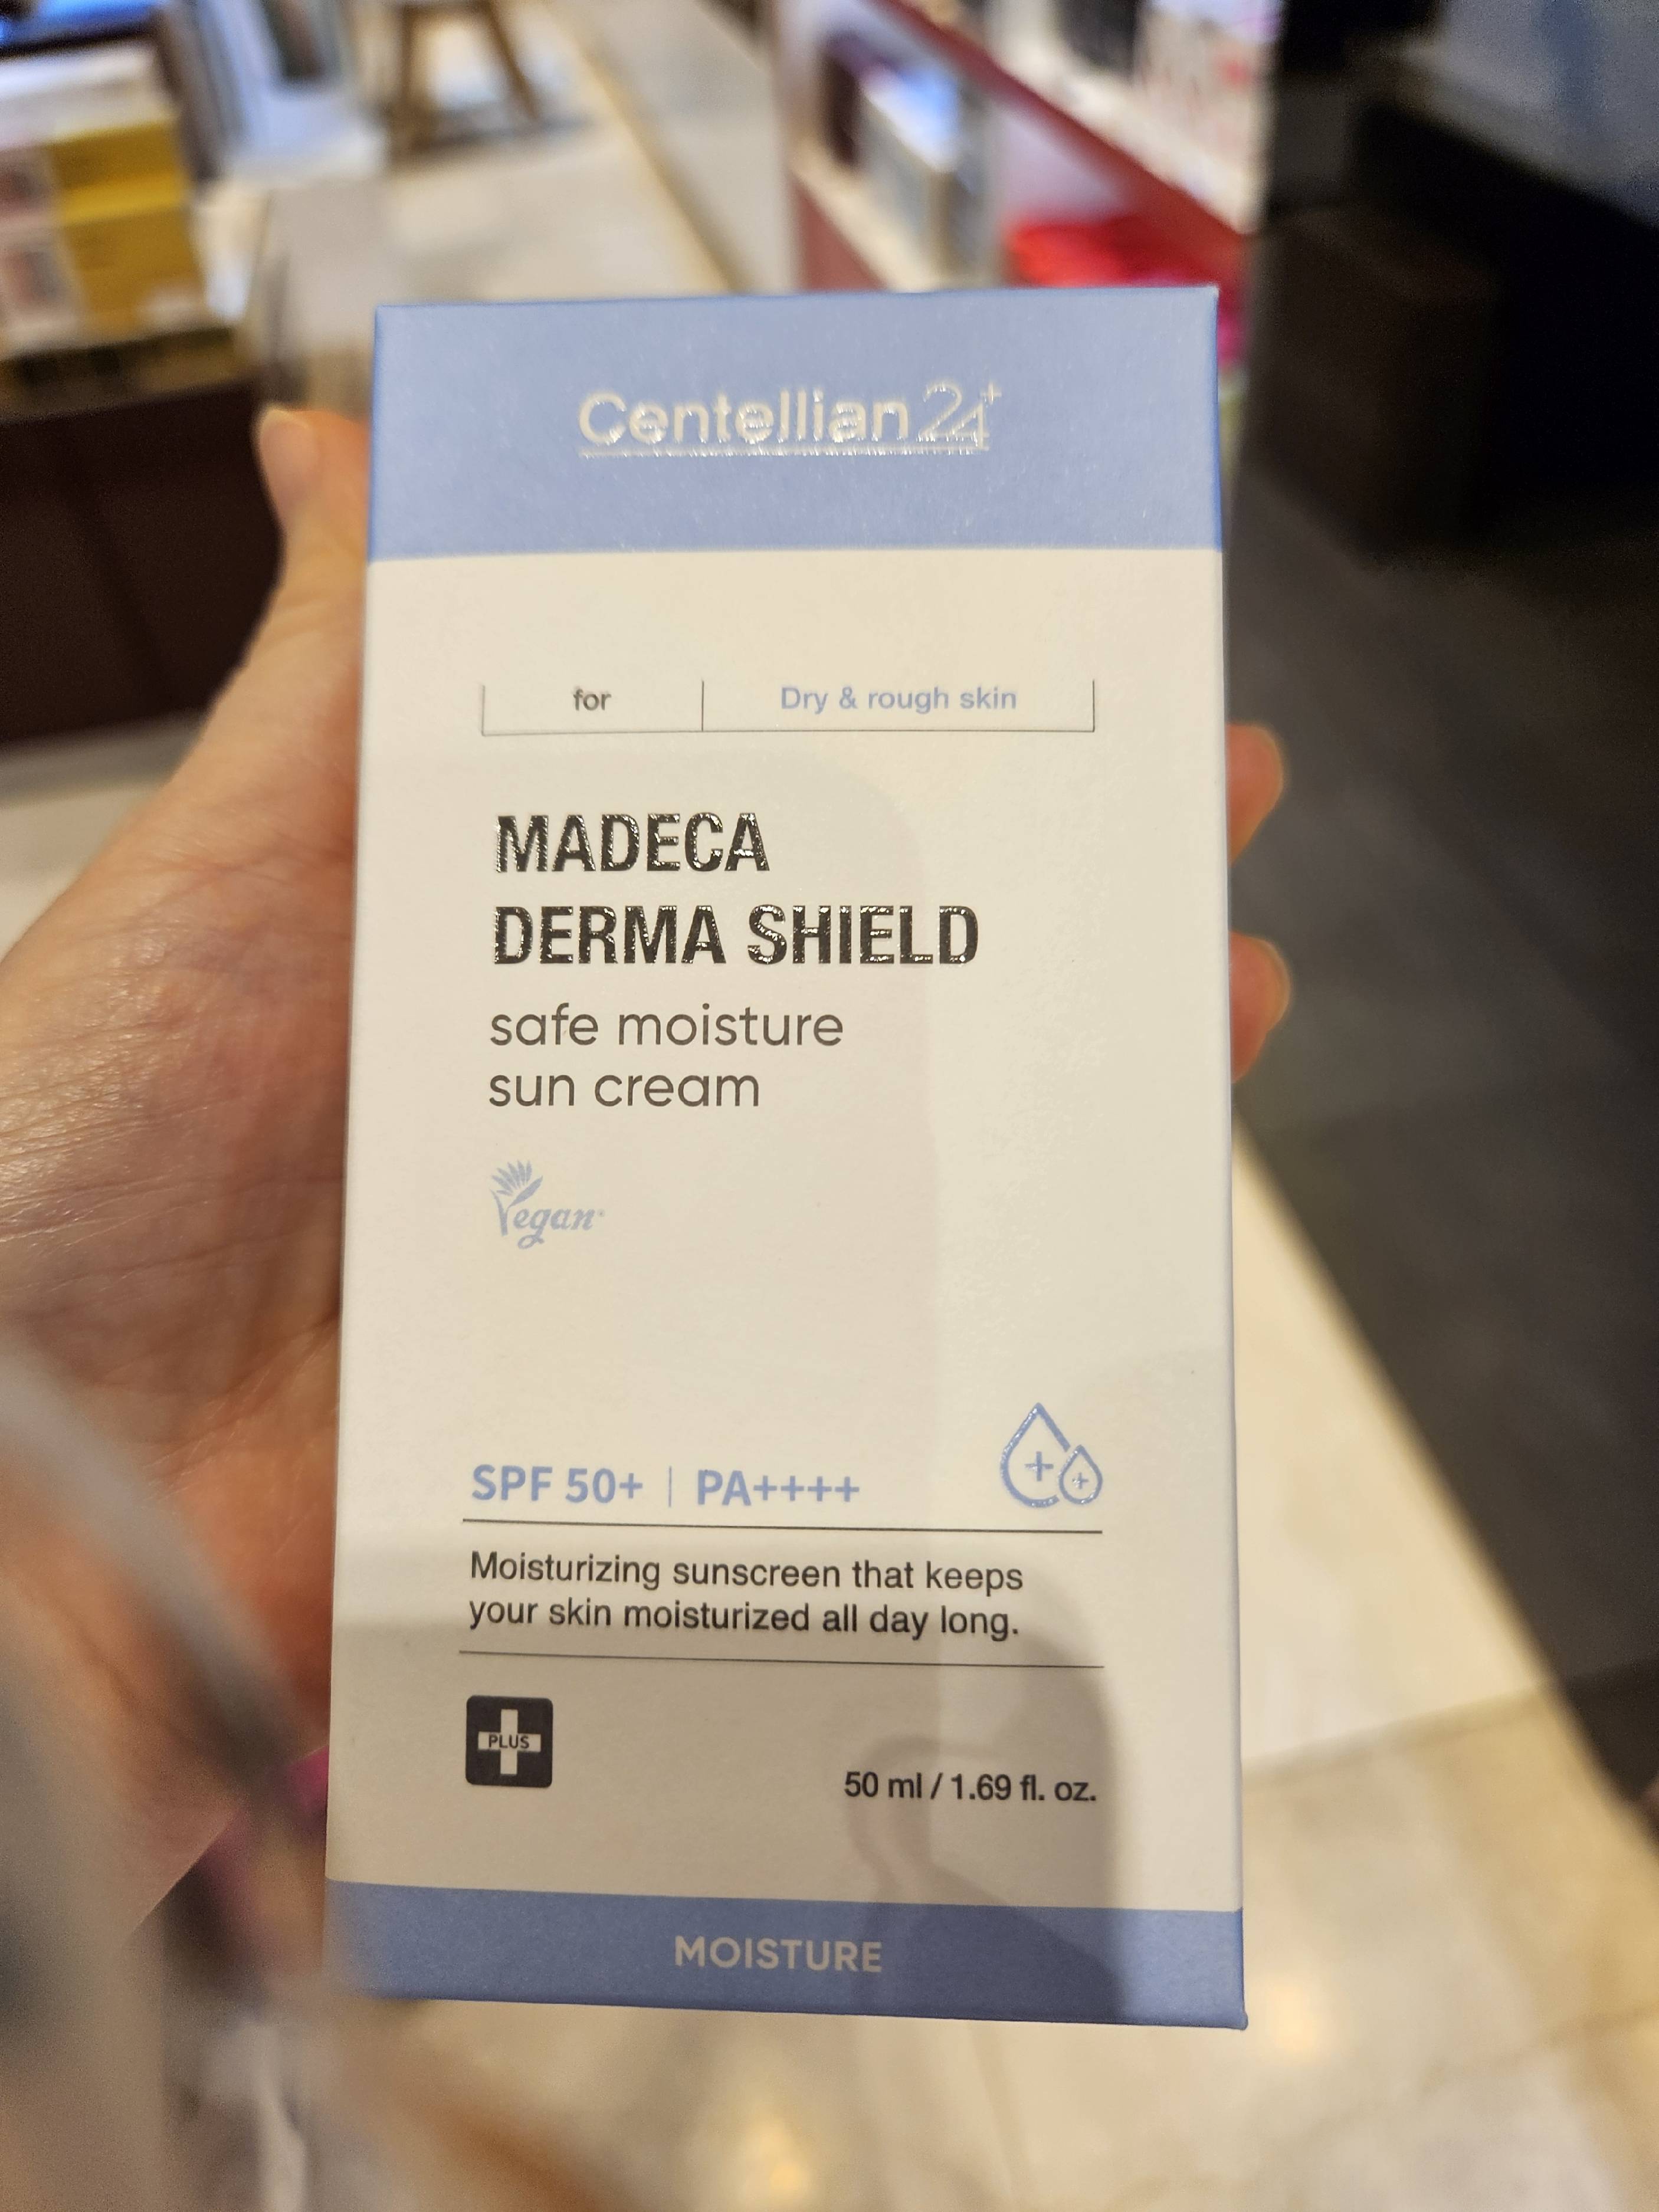 Centellian24+
for Dry & rough skin
MADECA
DERMA SHIELD
safe moisture
sun cream
Vegan
SPF 50+ | PA++++
Moisturizing sunscreen that keeps
your skin moisturized all day long.
PLUS
50 ml / 1.69 fl. oz.
MOISTURE